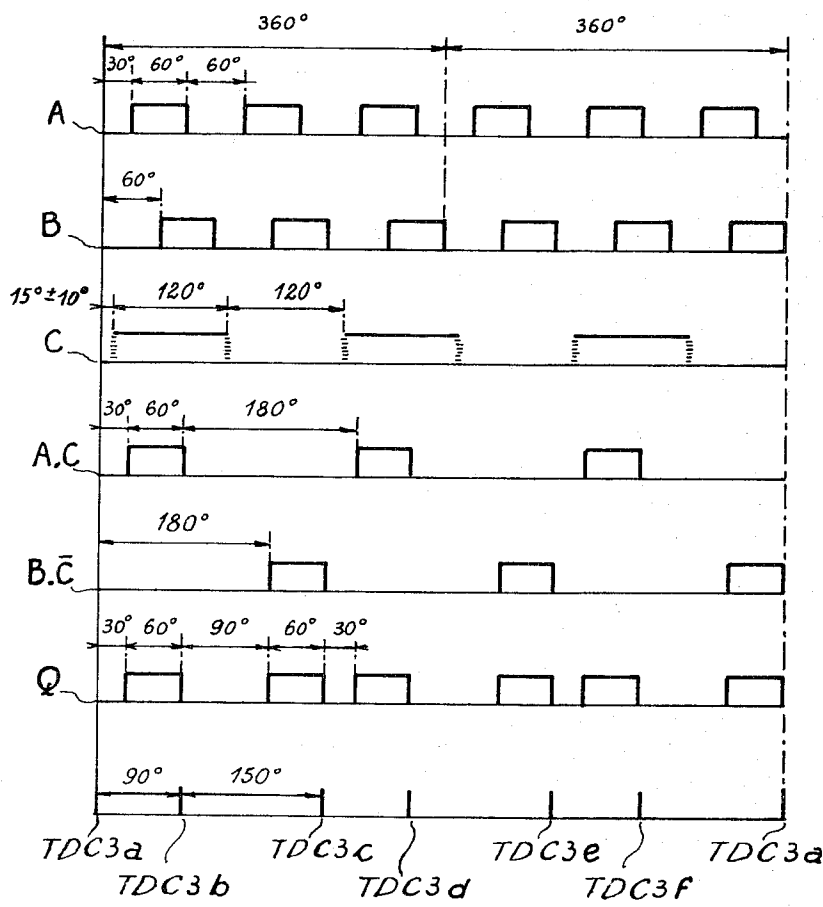 360° 360°
30° 60° 60°
A
60°
B
15°±10° 120° 120°
C
30° 60° 180°
A.C
180°
B.C̄
30° 60° 90° 60° 30°
Q
90° 150°
TDC3a TDC3c TDC3e TDC3a
TDC3b TDC3d TDC3f